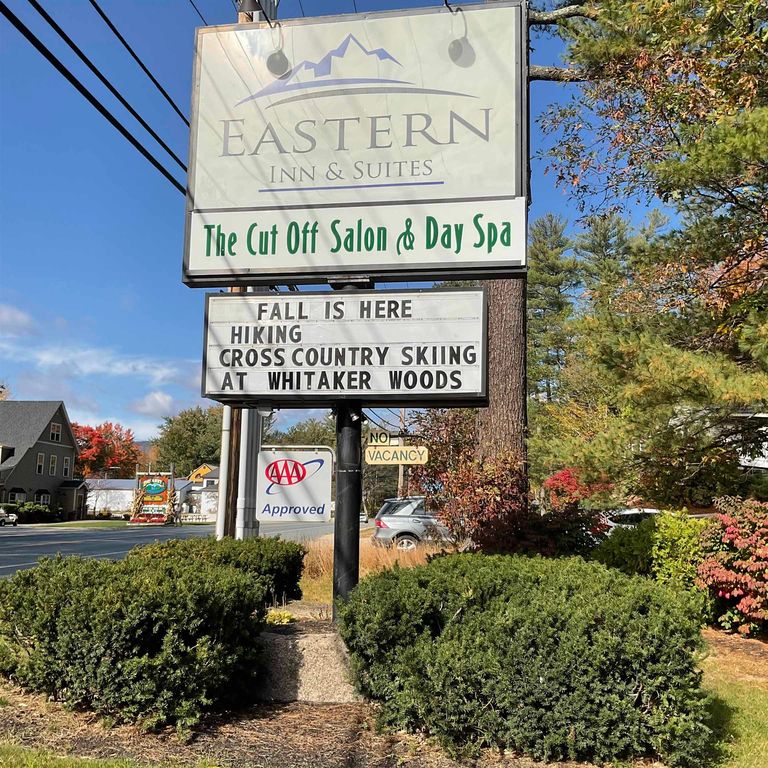 EASTERN
INN & SUITES
The Cut Off Salon & Day Spa
FALL IS HERE
HIKING
CROSS COUNTRY SKIING
AT WHITAKER WOODS
NO
VACANCY
AAA
Approved